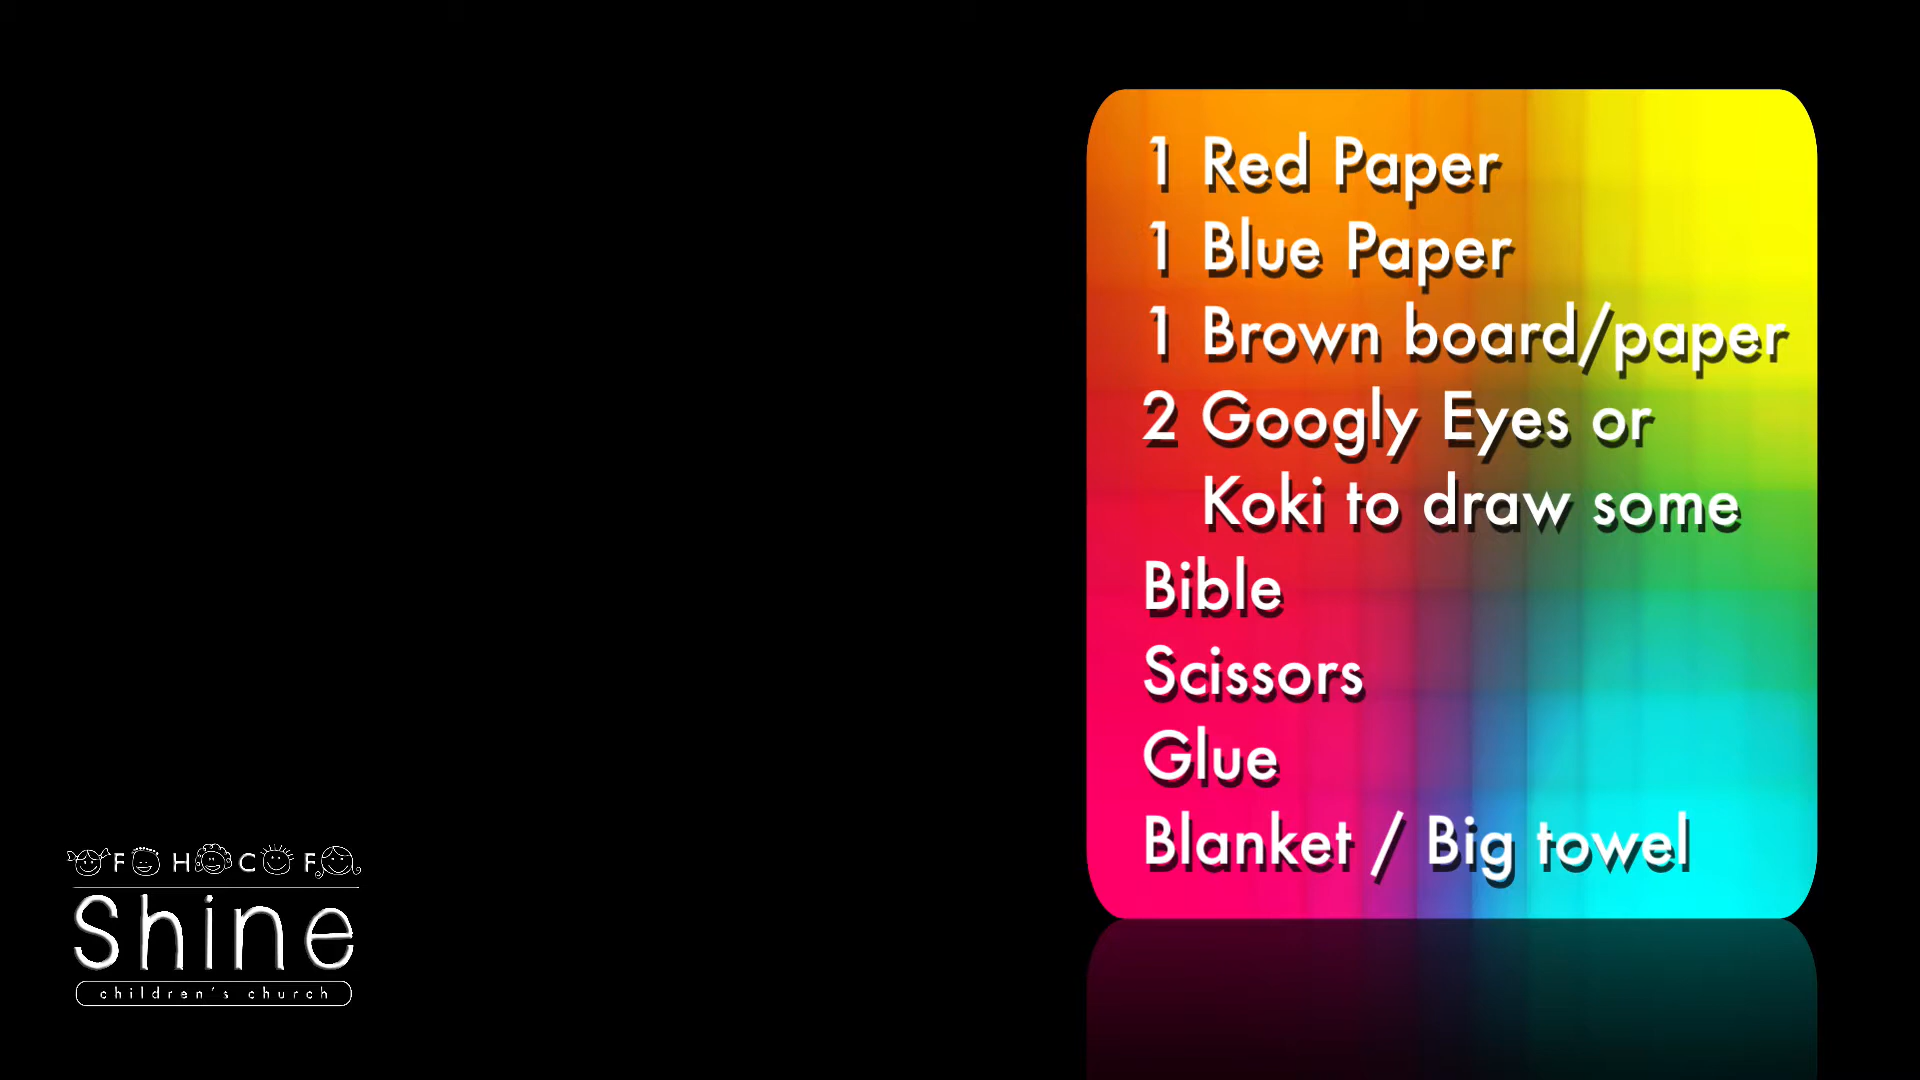 1 Red Paper
1 Blue Paper
1 Brown board/paper
2 Googly Eyes or
Koki to draw some
Bible
Scissors
Glue
Blanket / Big towel
F H C F
Shine
children's church